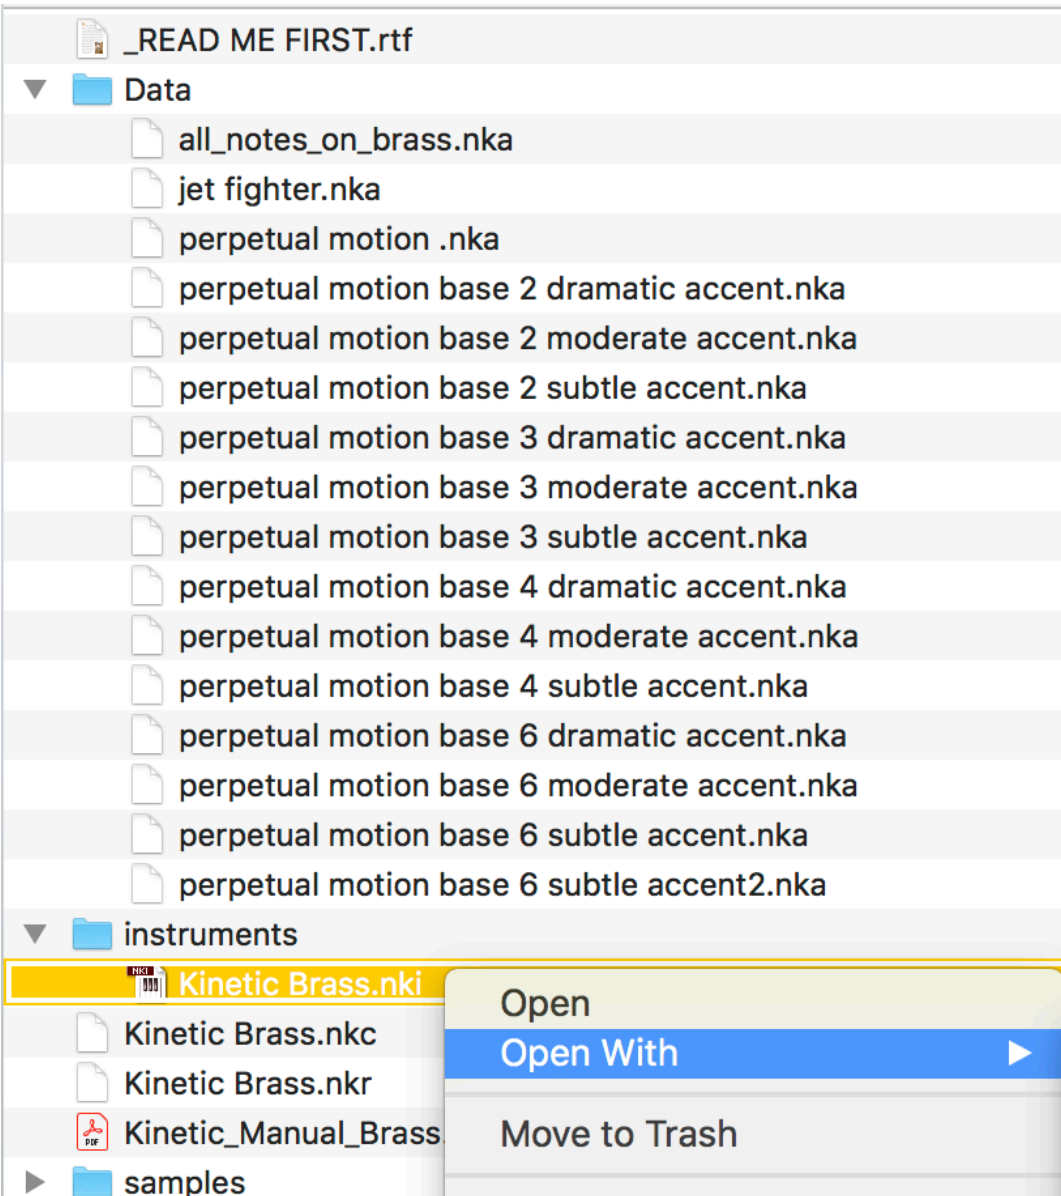 _READ ME FIRST.rtf
Data
all_notes_on_brass.nka
jet fighter.nka
perpetual motion .nka
perpetual motion base 2 dramatic accent.nka
perpetual motion base 2 moderate accent.nka
perpetual motion base 2 subtle accent.nka
perpetual motion base 3 dramatic accent.nka
perpetual motion base 3 moderate accent.nka
perpetual motion base 3 subtle accent.nka
perpetual motion base 4 dramatic accent.nka
perpetual motion base 4 moderate accent.nka
perpetual motion base 4 subtle accent.nka
perpetual motion base 6 dramatic accent.nka
perpetual motion base 6 moderate accent.nka
perpetual motion base 6 subtle accent.nka
perpetual motion base 6 subtle accent2.nka
instruments
NKI
Kinetic Brass.nki
Open
Kinetic Brass.nkc
Open With
Kinetic Brass.nkr
PDF
Kinetic_Manual_Brass.
Move to Trash
samples